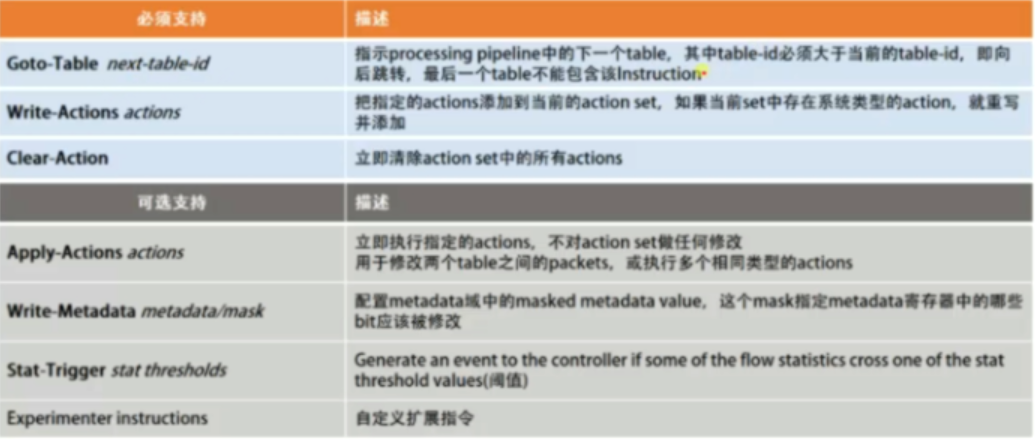 必须支持
描述
Goto-Table next-table-id
指示processing pipeline中的下一个table，其中table-id必须大于当前的table-id，即向
后跳转，最后一个table不能包含该Instruction
Write-Actions actions
把指定的actions添加到当前的action set，如果当前set中存在系统类型的action，就重写
并添加
Clear-Action
立即清除action set中的所有actions
可选支持
描述
Apply-Actions actions
立即执行指定的actions，不对action set做任何修改
用于修改两个table之间的packets，或执行多个相同类型的actions
Write-Metadata metadata/mask
配置metadata域中的masked metadata value，这个mask指定metadata寄存器中的哪些
bit应该被修改
Stat-Trigger stat thresholds
Generate an event to the controller if some of the flow statistics cross one of the stat
threshold values(阈值)
Experimenter instructions
自定义扩展指令